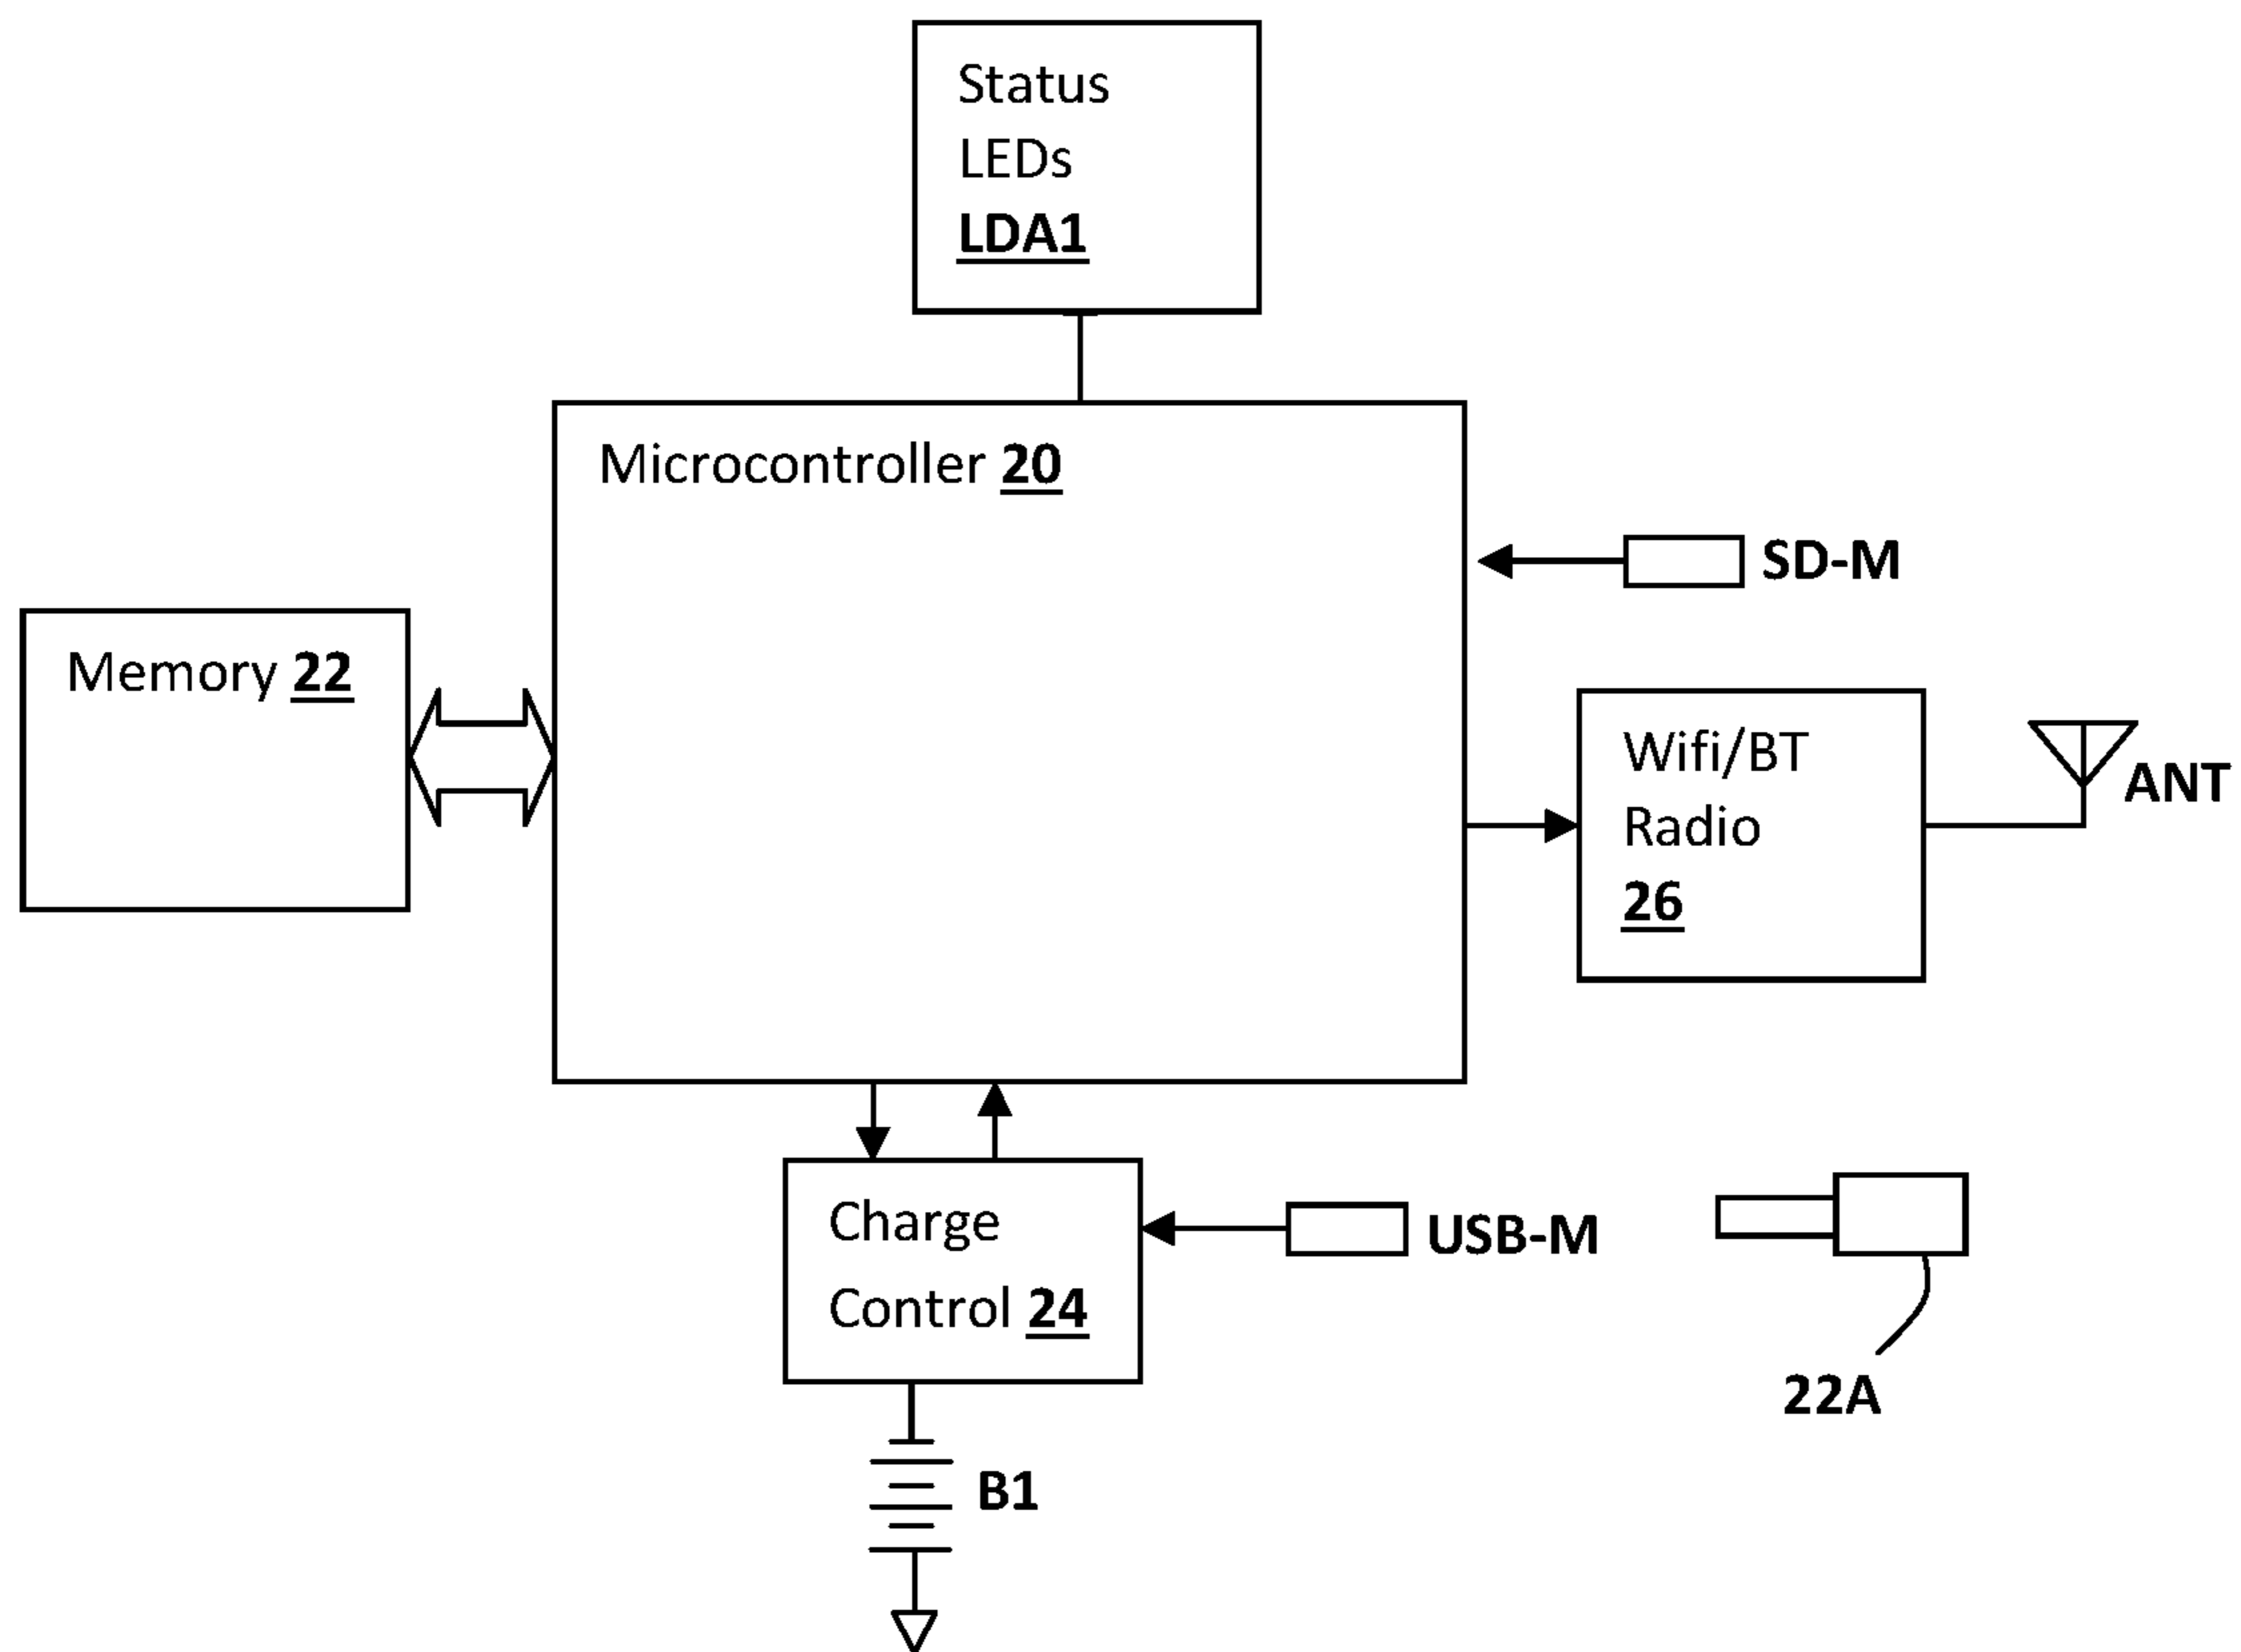 Status
LEDs
LDA1
Microcontroller 20
SD-M
Memory 22
Wifi/BT
Radio
26
ANT
Charge
Control 24
USB-M
22A
B1